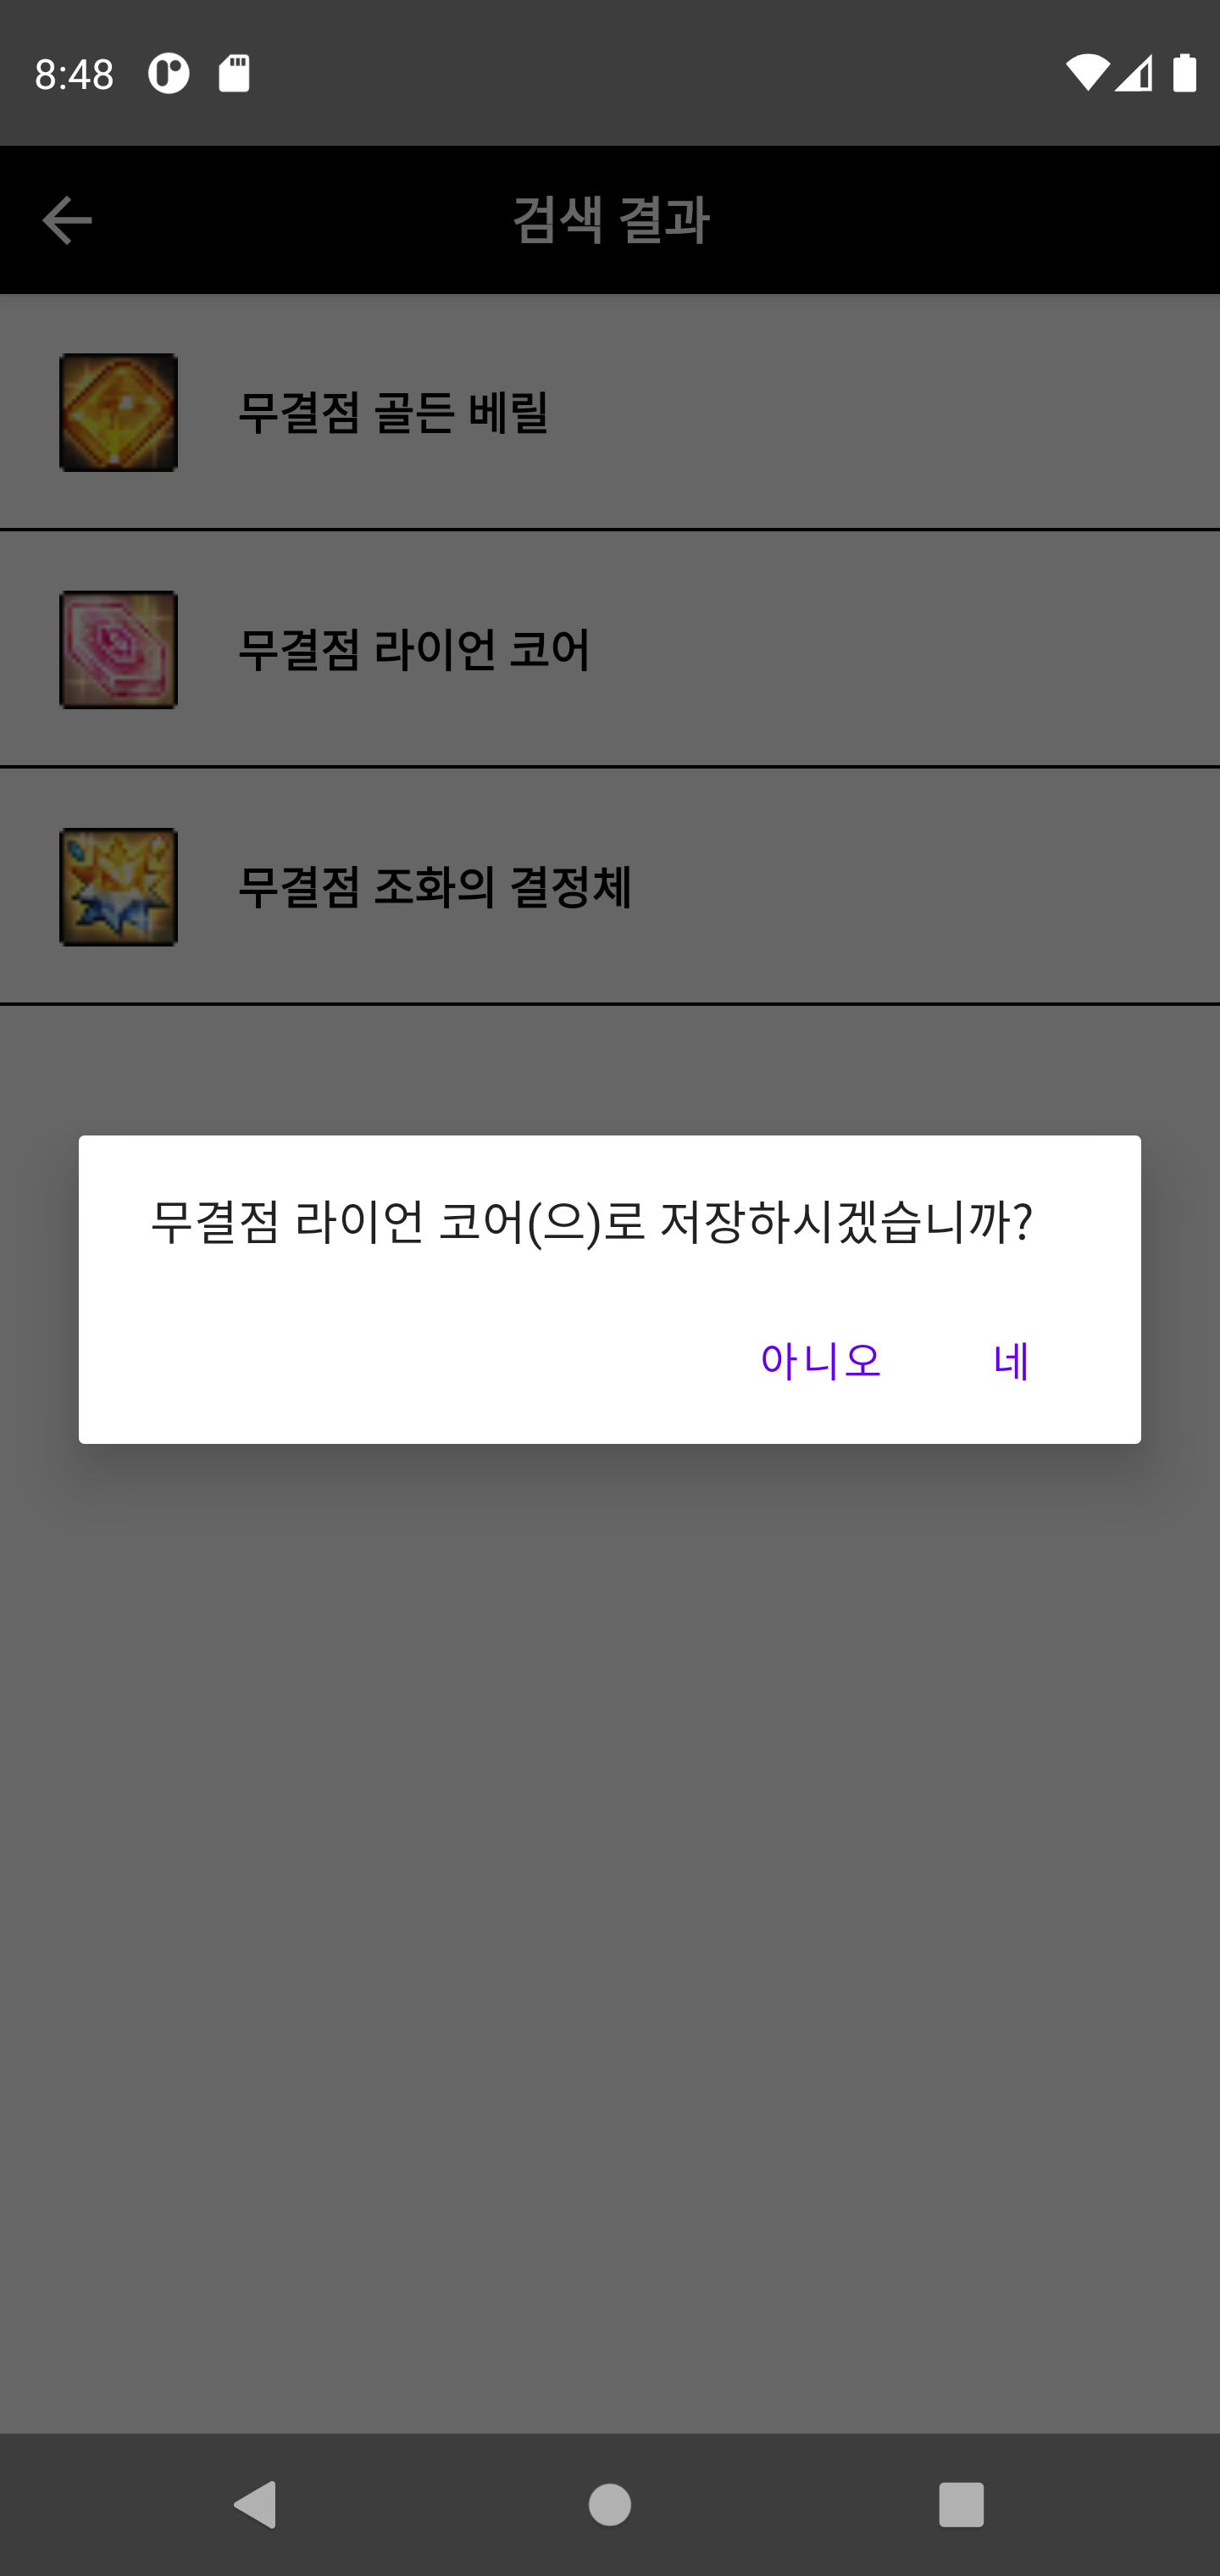 8:48
검색 결과
무결점 골든 베릴
무결점 라이언 코어
무결점 조화의 결정체
무결점 라이언 코어(으)로 저장하시겠습니까?
아니오 네